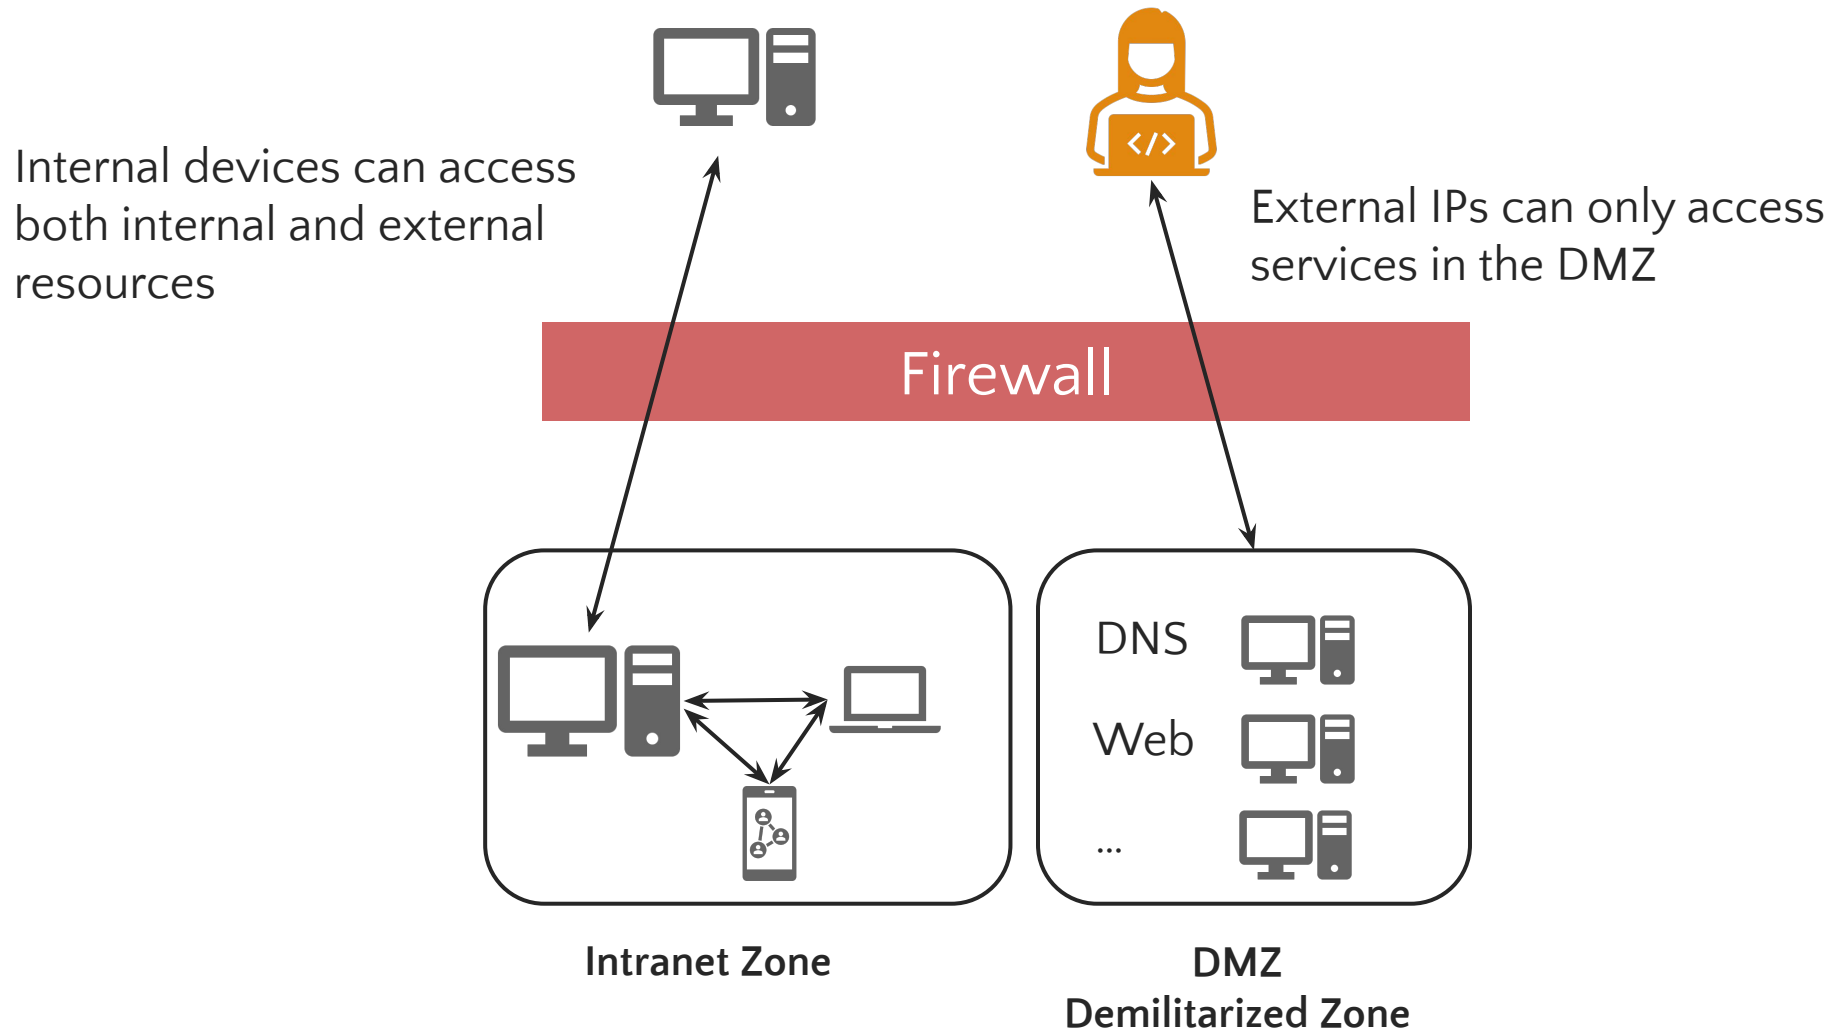 Internal devices can access
both internal and external
resources
</>
External IPs can only access
services in the DMZ
Firewall
DNS
Web
...
Intranet Zone
DMZ
Demilitarized Zone